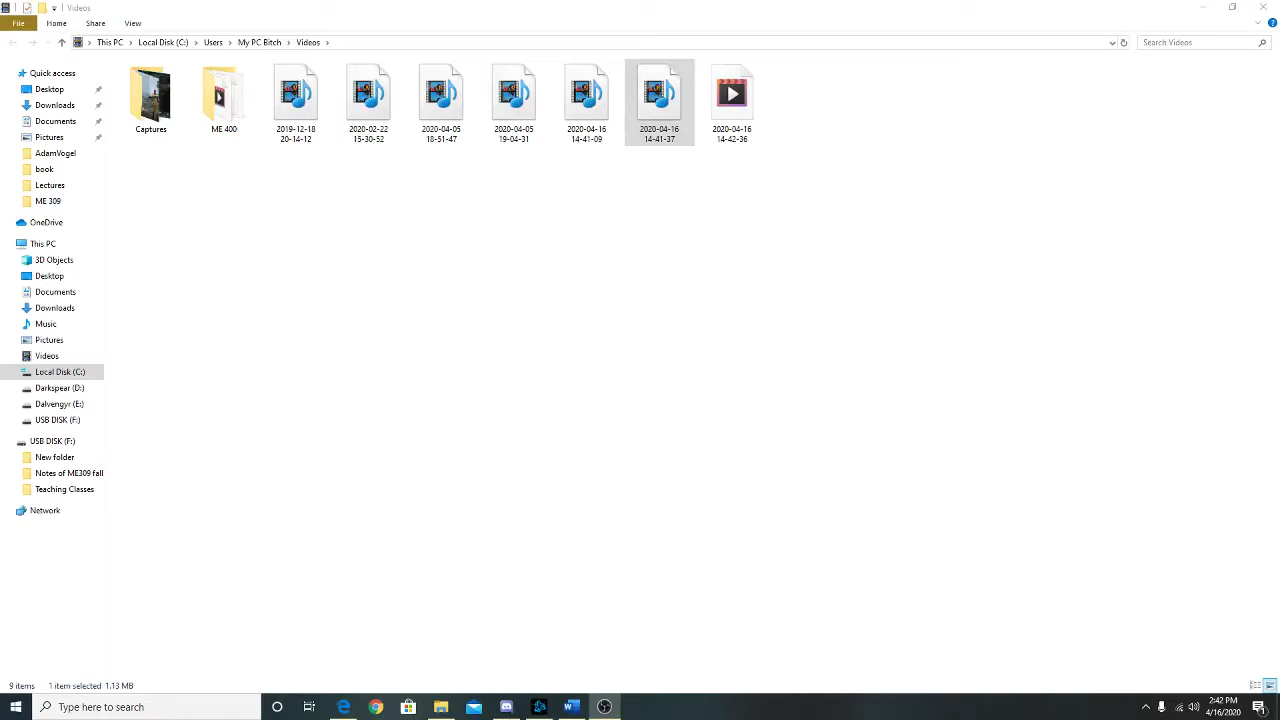 Videos
File Home Share View
This PC Local Disk (C:) Users My PC Bitch Videos
Search Videos
Quick access
Desktop
Downloads
Documents
Pictures
AdamVogel
book
Lectures
ME 309
OneDrive
This PC
3D Objects
Desktop
Documents
Downloads
Music
Pictures
Videos
Local Disk (C:)
Darkspear (D:)
Dalvengyr (E:)
USB DISK (F:)
USB DISK (F:)
New folder
Notes of ME309 fall
Teaching Classes
Network
Captures
ME 400
2019-12-18
20-14-12
2020-02-22
15-30-52
2020-04-05
18-51-47
2020-04-05
19-04-31
2020-04-16
14-41-09
2020-04-16
14-41-37
2020-04-16
14-42-36
9 items 1 item selected 1.13 MB
Type here to search
2:42 PM
4/16/2020